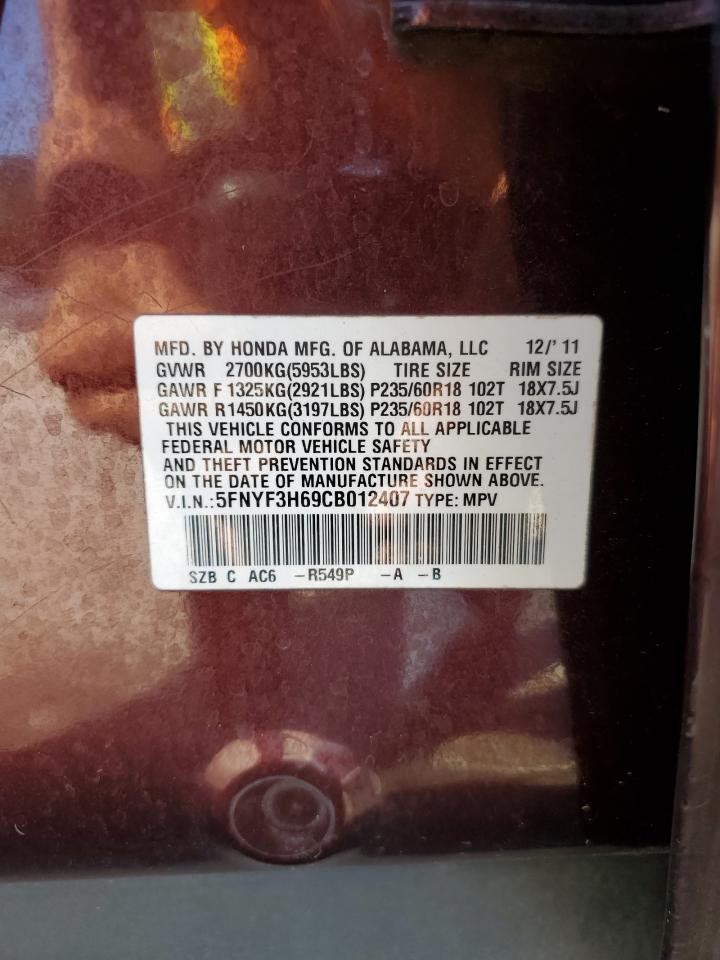 MFD. BY HONDA MFG. OF ALABAMA, LLC 12/'11
GVWR 2700KG(5953LBS) TIRE SIZE RIM SIZE
GAWR F 1325KG(2921LBS) P235/60R18 102T 18X7.5J
GAWR R1450KG(3197LBS) P235/60R18 102T 18X7.5J
THIS VEHICLE CONFORMS TO ALL APPLICABLE
FEDERAL MOTOR VEHICLE SAFETY
AND THEFT PREVENTION STANDARDS IN EFFECT
ON THE DATE OF MANUFACTURE SHOWN ABOVE.
V.I.N.:5FNYF3H69CB012407 TYPE: MPV
SZB C AC6 -R549P -A -B